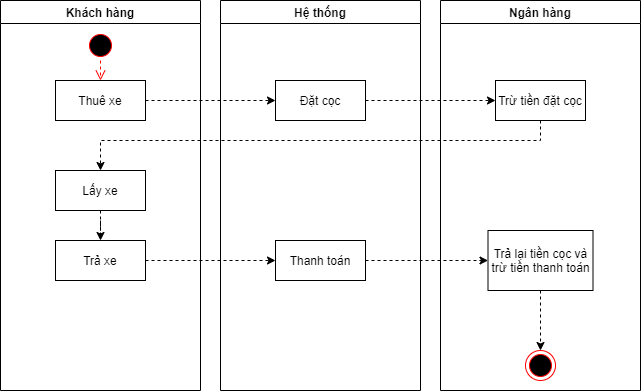 Khách hàng
Hệ thống
Ngân hàng
Thuê xe
Đặt cọc
Trừ tiền đặt cọc
Lấy xe
Trả xe
Thanh toán
Trả lại tiền cọc và
trừ tiền thanh toán